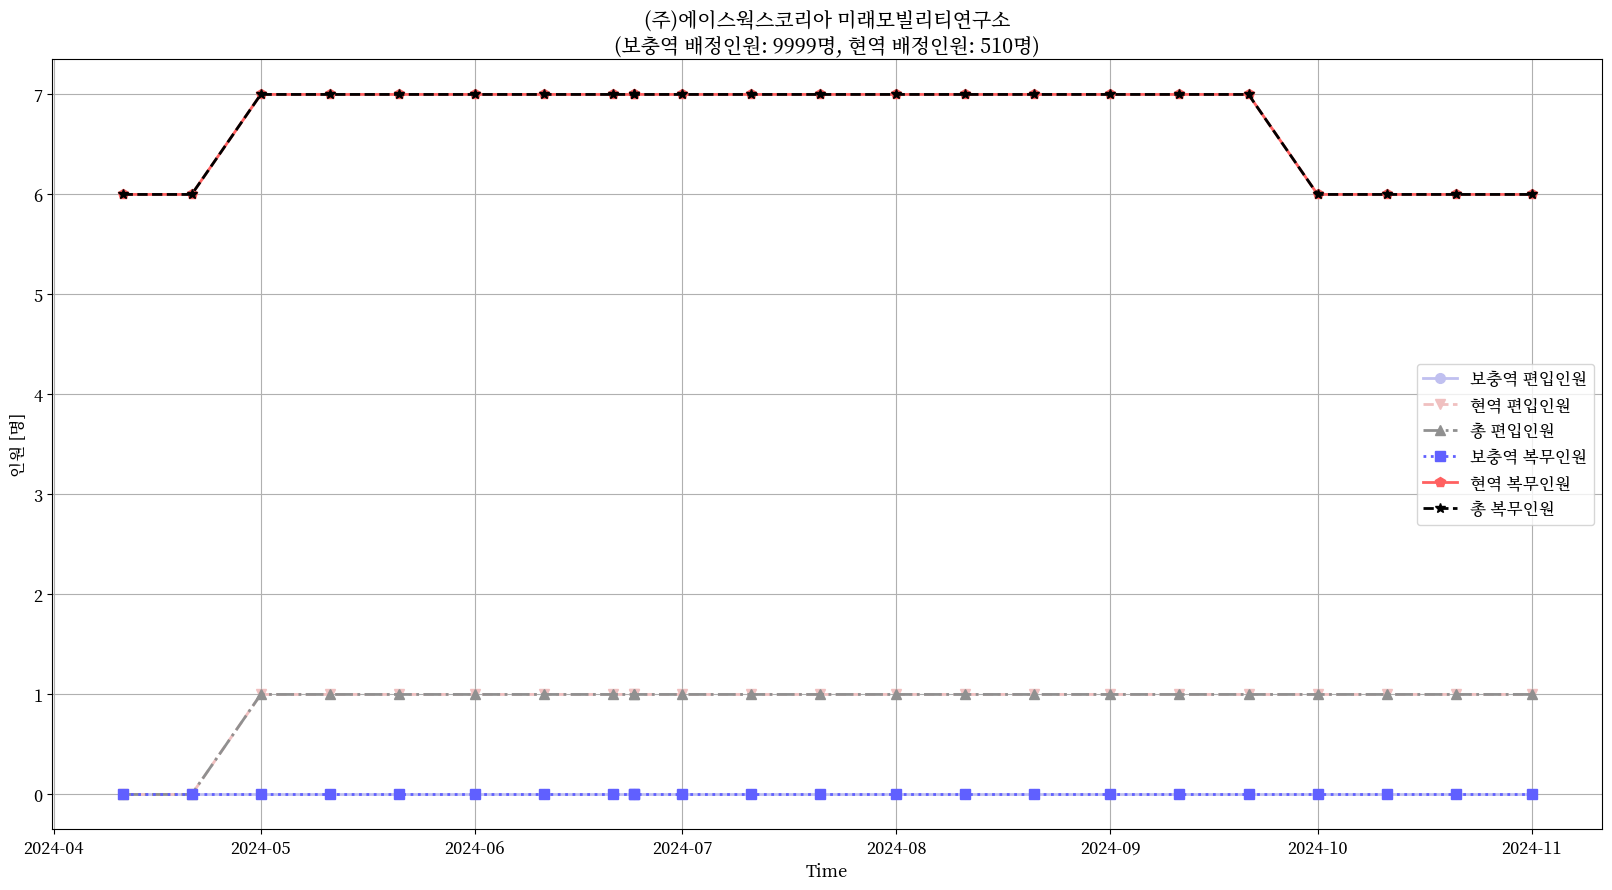 (주)에이스웍스코리아 미래모빌리티연구소
(보충역 배정인원: 9999명, 현역 배정인원: 510명)
7
6
5
4
3
2
1
0
인원 [명]
보충역 편입인원
현역 편입인원
총 편입인원
보충역 복무인원
현역 복무인원
총 복무인원
2024-04 2024-05 2024-06 2024-07 2024-08 2024-09 2024-10 2024-11
Time